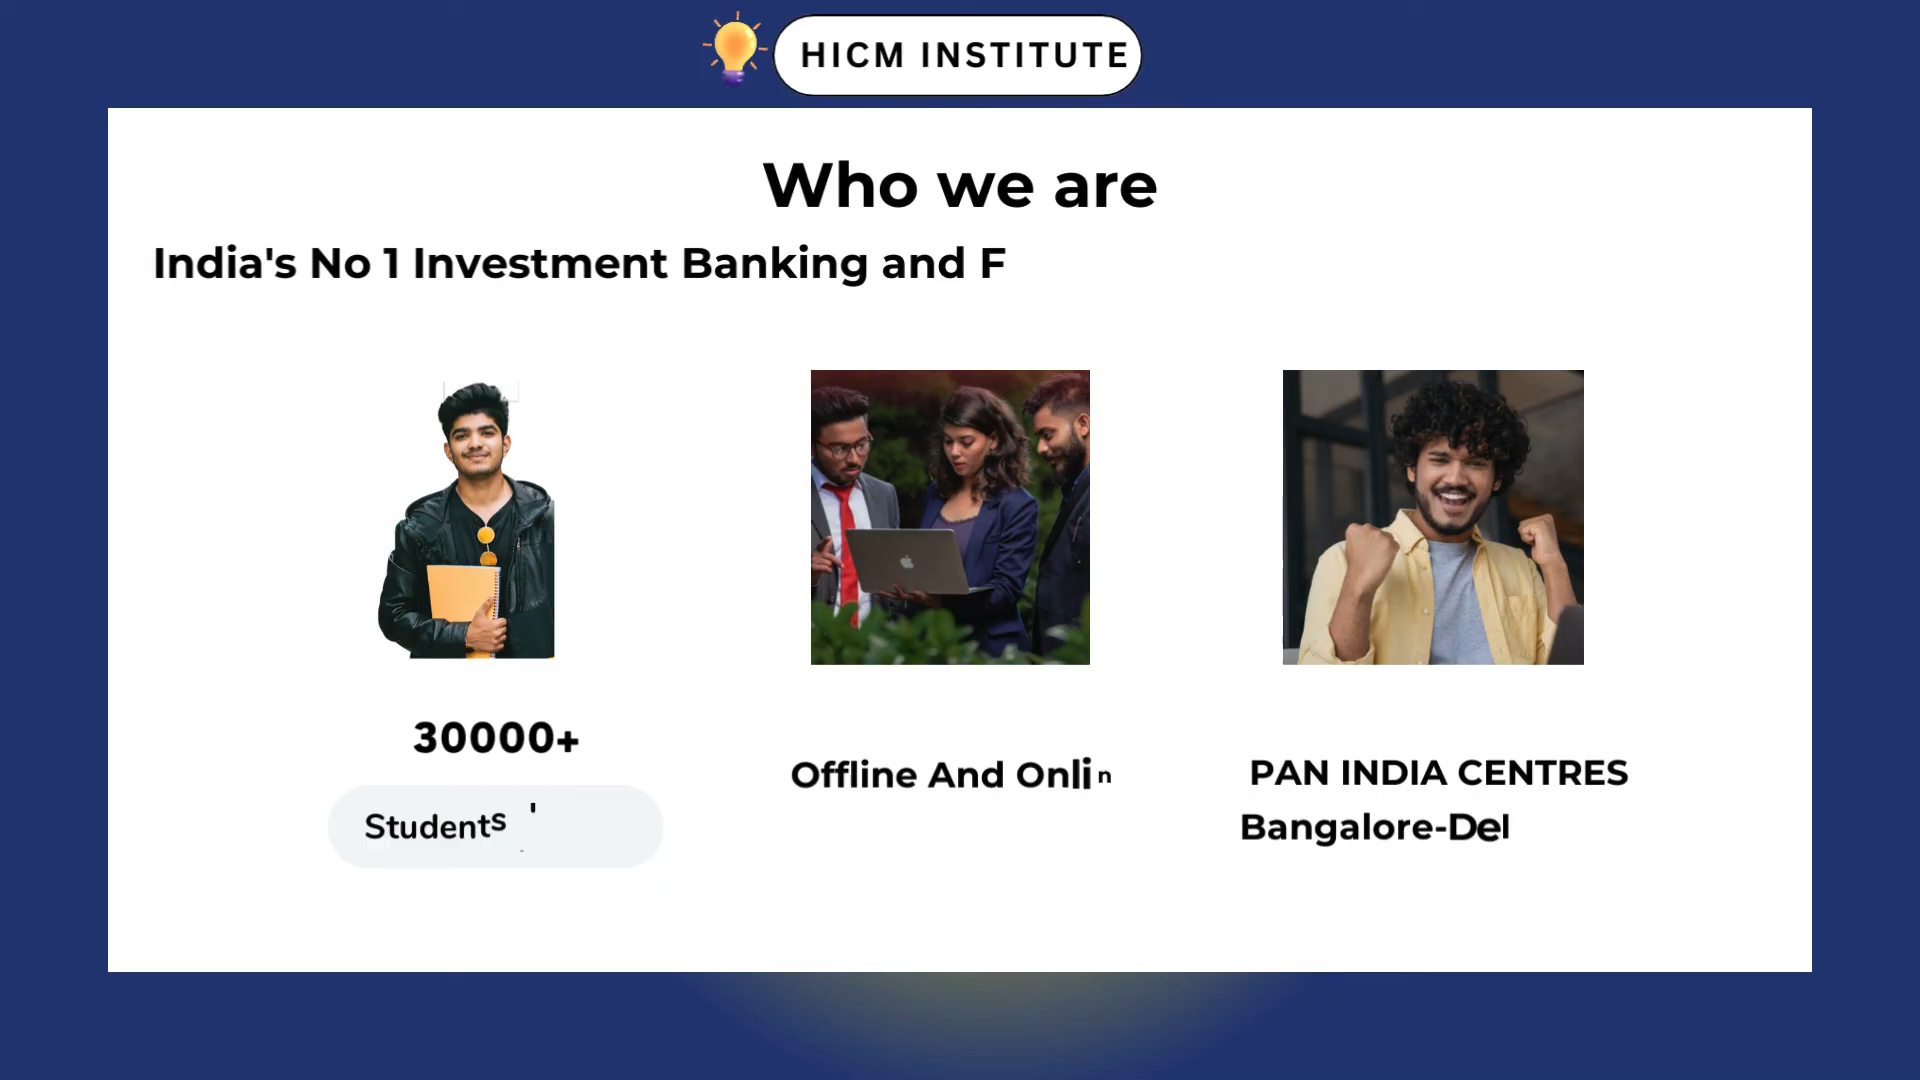 HICM INSTITUTE
Who we are
India's No 1 Investment Banking and F
30000+
Students
Offline And Onlin
PAN INDIA CENTRES
Bangalore-Del